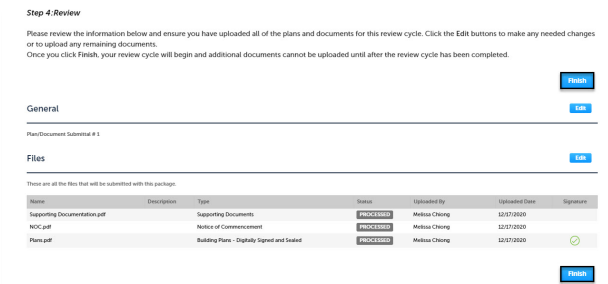 Step 4:Review
Please review the information below and ensure you have uploaded all of the plans and documents for this review cycle. Click the Edit buttons to make any needed changes
or to upload any remaining documents.
Once you click Finish, your review cycle will begin and additional documents cannot be uploaded until after the review cycle has been completed.
Finish
General Edit
Plan/Document Submittal # 1
Files Edit
These are all the files that will be submitted with this package.
Name Description Type Status Uploaded By Uploaded Date Signature
Supporting Documentation.pdf Supporting Documents PROCESSED Melissa Chiong 12/17/2020
NOC.pdf Notice of Commencement PROCESSED Melissa Chiong 12/17/2020
Plans.pdf Building Plans - Digitally Signed and Sealed PROCESSED Melissa Chiong 12/17/2020
Finish